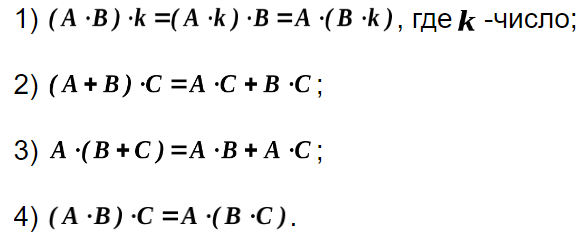 1) (A ·B) ·k =(A ·k) ·B =A ·(B ·k), где k -число;
2) (A + B) ·C =A ·C + B ·C;
3) A ·(B + C)=A ·B + A ·C;
4) (A ·B) ·C =A ·(B ·C).